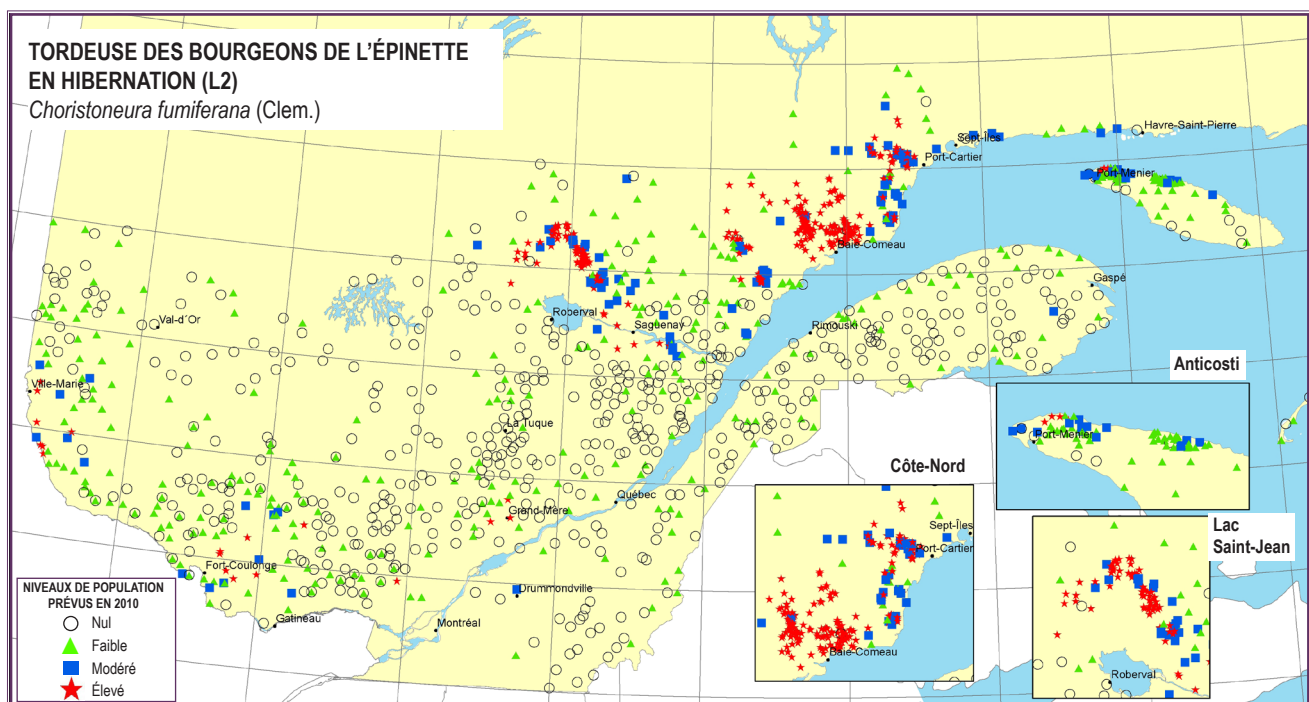 TORDEUSE DES BOURGEONS DE L'ÉPINETTE
EN HIBERNATION (L2)
Choristoneura fumiferana (Clem.)
Havre-Saint-Pierre
Sept-Îles
Port-Cartier
Port-Menier
Baie-Comeau
Gaspé
Roberval
Val-d'Or
Saguenay
Rimouski
Ville-Marie
La Tuque
Québec
Grand-Mère
Fort-Coulonge
Drummondville
Gatineau
Montréal
Anticosti
Port-Menier
Côte-Nord
Sept-Îles
Port-Cartier
Baie-Comeau
Lac
Saint-Jean
Roberval
NIVEAUX DE POPULATION
PRÉVUS EN 2010
Nul
Faible
Modéré
Élevé